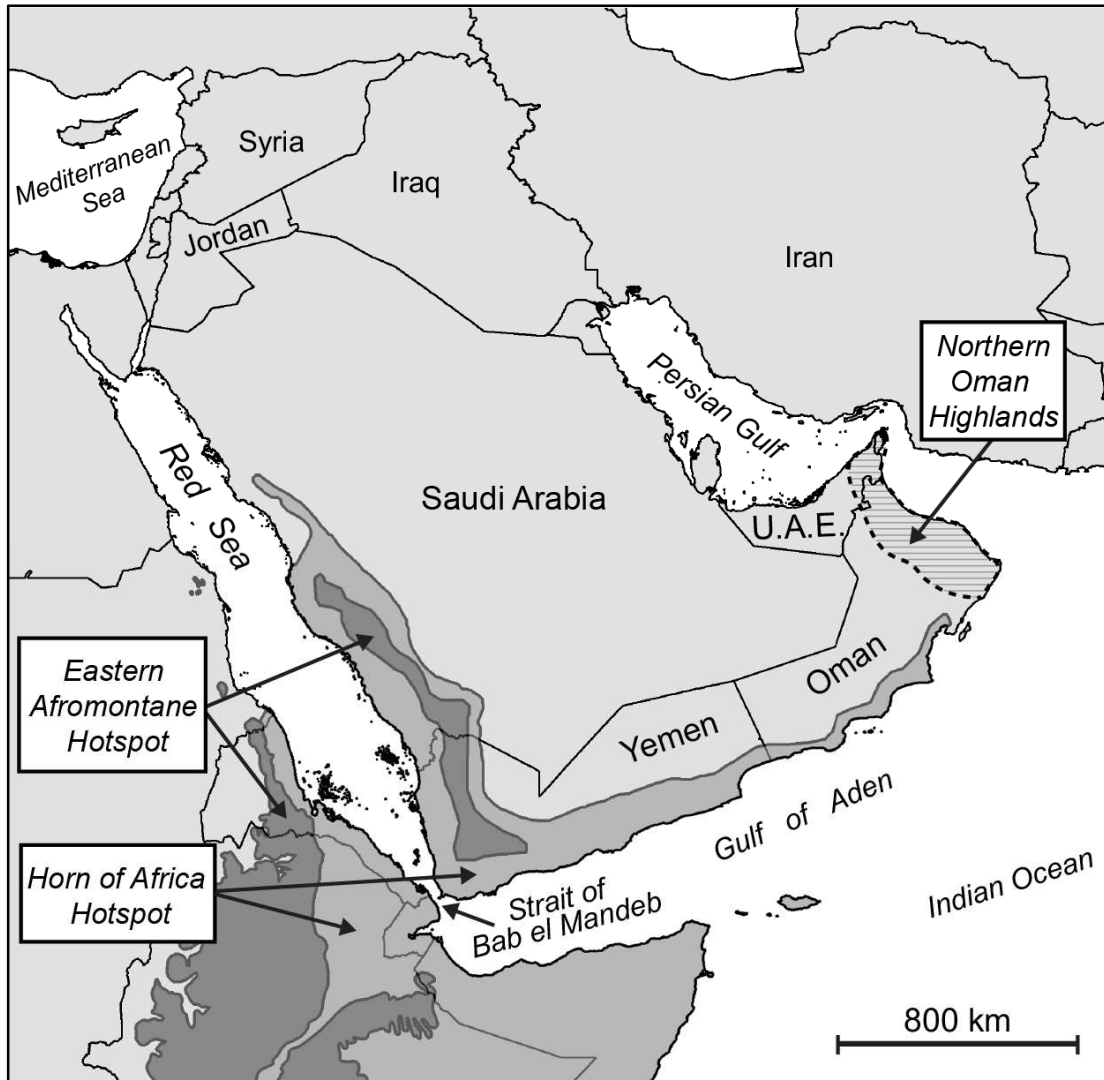 Syria
Mediterranean
Sea
Iraq
Jordan
Iran
Northern
Oman
Highlands
Persian Gulf
Red Sea
Saudi Arabia
U.A.E.
Eastern
Afromontane
Hotspot
Oman
Yemen
Gulf of Aden
Horn of Africa
Hotspot
Strait of
Bab el Mandeb
Indian Ocean
800 km